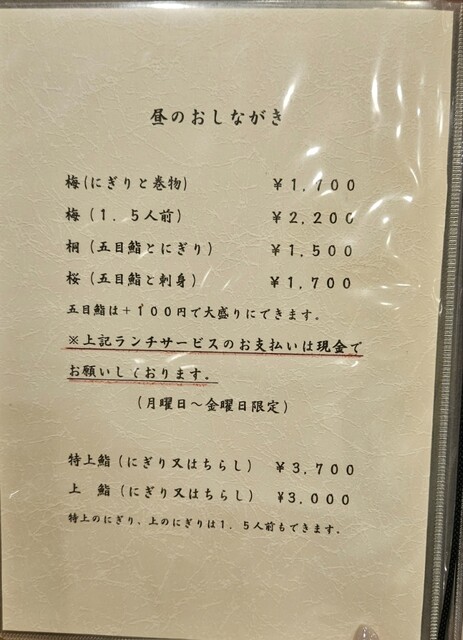 昼のおしながき
梅(にぎりと巻物) ￥1,700
梅(1.5人前) ￥2,200
桐(五目鮨とにぎり) ￥1,500
桜(五目鮨と刺身) ￥1,700
五目鮨は+100円で大盛りにできます。
※上記ランチサービスのお支払いは現金で
お願いしております.
(月曜日～金曜日限定)
特上鮨(にぎり又はちらし) ￥3,700
上 鮨(にぎり又はちらし) ￥3,000
特上のにぎり、上のにぎりは1.5人前もできます.